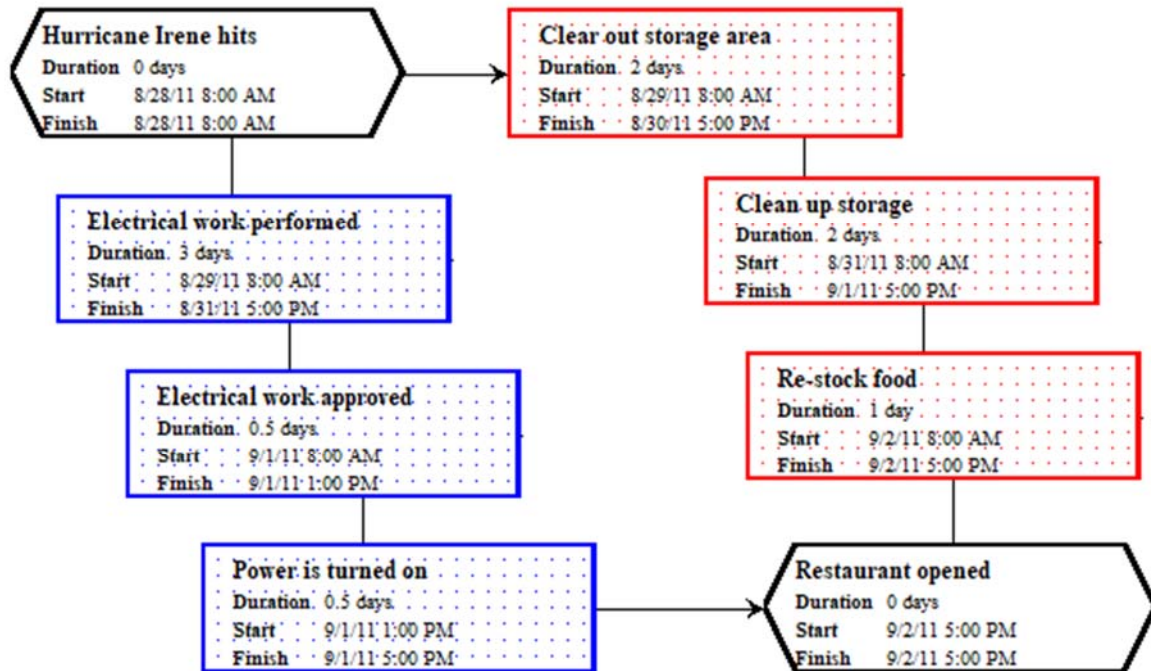 Hurricane Irene hits
Duration 0 days
Start 8/28/11 8:00 AM
Finish 8/28/11 8:00 AM
Clear out storage area
Duration 2 days
Start 8/29/11 8:00 AM
Finish 8/30/11 5:00 PM
Electrical work performed
Duration 3 days
Start 8/29/11 8:00 AM
Finish 8/31/11 5:00 PM
Clean up storage
Duration 2 days
Start 8/31/11 8:00 AM
Finish 9/1/11 5:00 PM
Electrical work approved
Duration 0.5 days
Start 9/1/11 8:00 AM
Finish 9/1/11 1:00 PM
Re-stock food
Duration 1 day
Start 9/2/11 8:00 AM
Finish 9/2/11 5:00 PM
Power is turned on
Duration 0.5 days
Start 9/1/11 1:00 PM
Finish 9/1/11 5:00 PM
Restaurant opened
Duration 0 days
Start 9/2/11 5:00 PM
Finish 9/2/11 5:00 PM